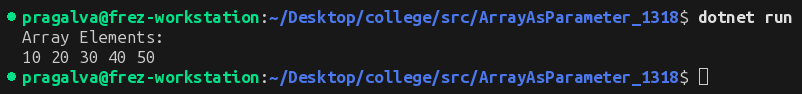 pragalva@frez-workstation:~/Desktop/college/src/ArrayAsParameter_1318$ dotnet run
Array Elements:
10 20 30 40 50
pragalva@frez-workstation:~/Desktop/college/src/ArrayAsParameter_1318$